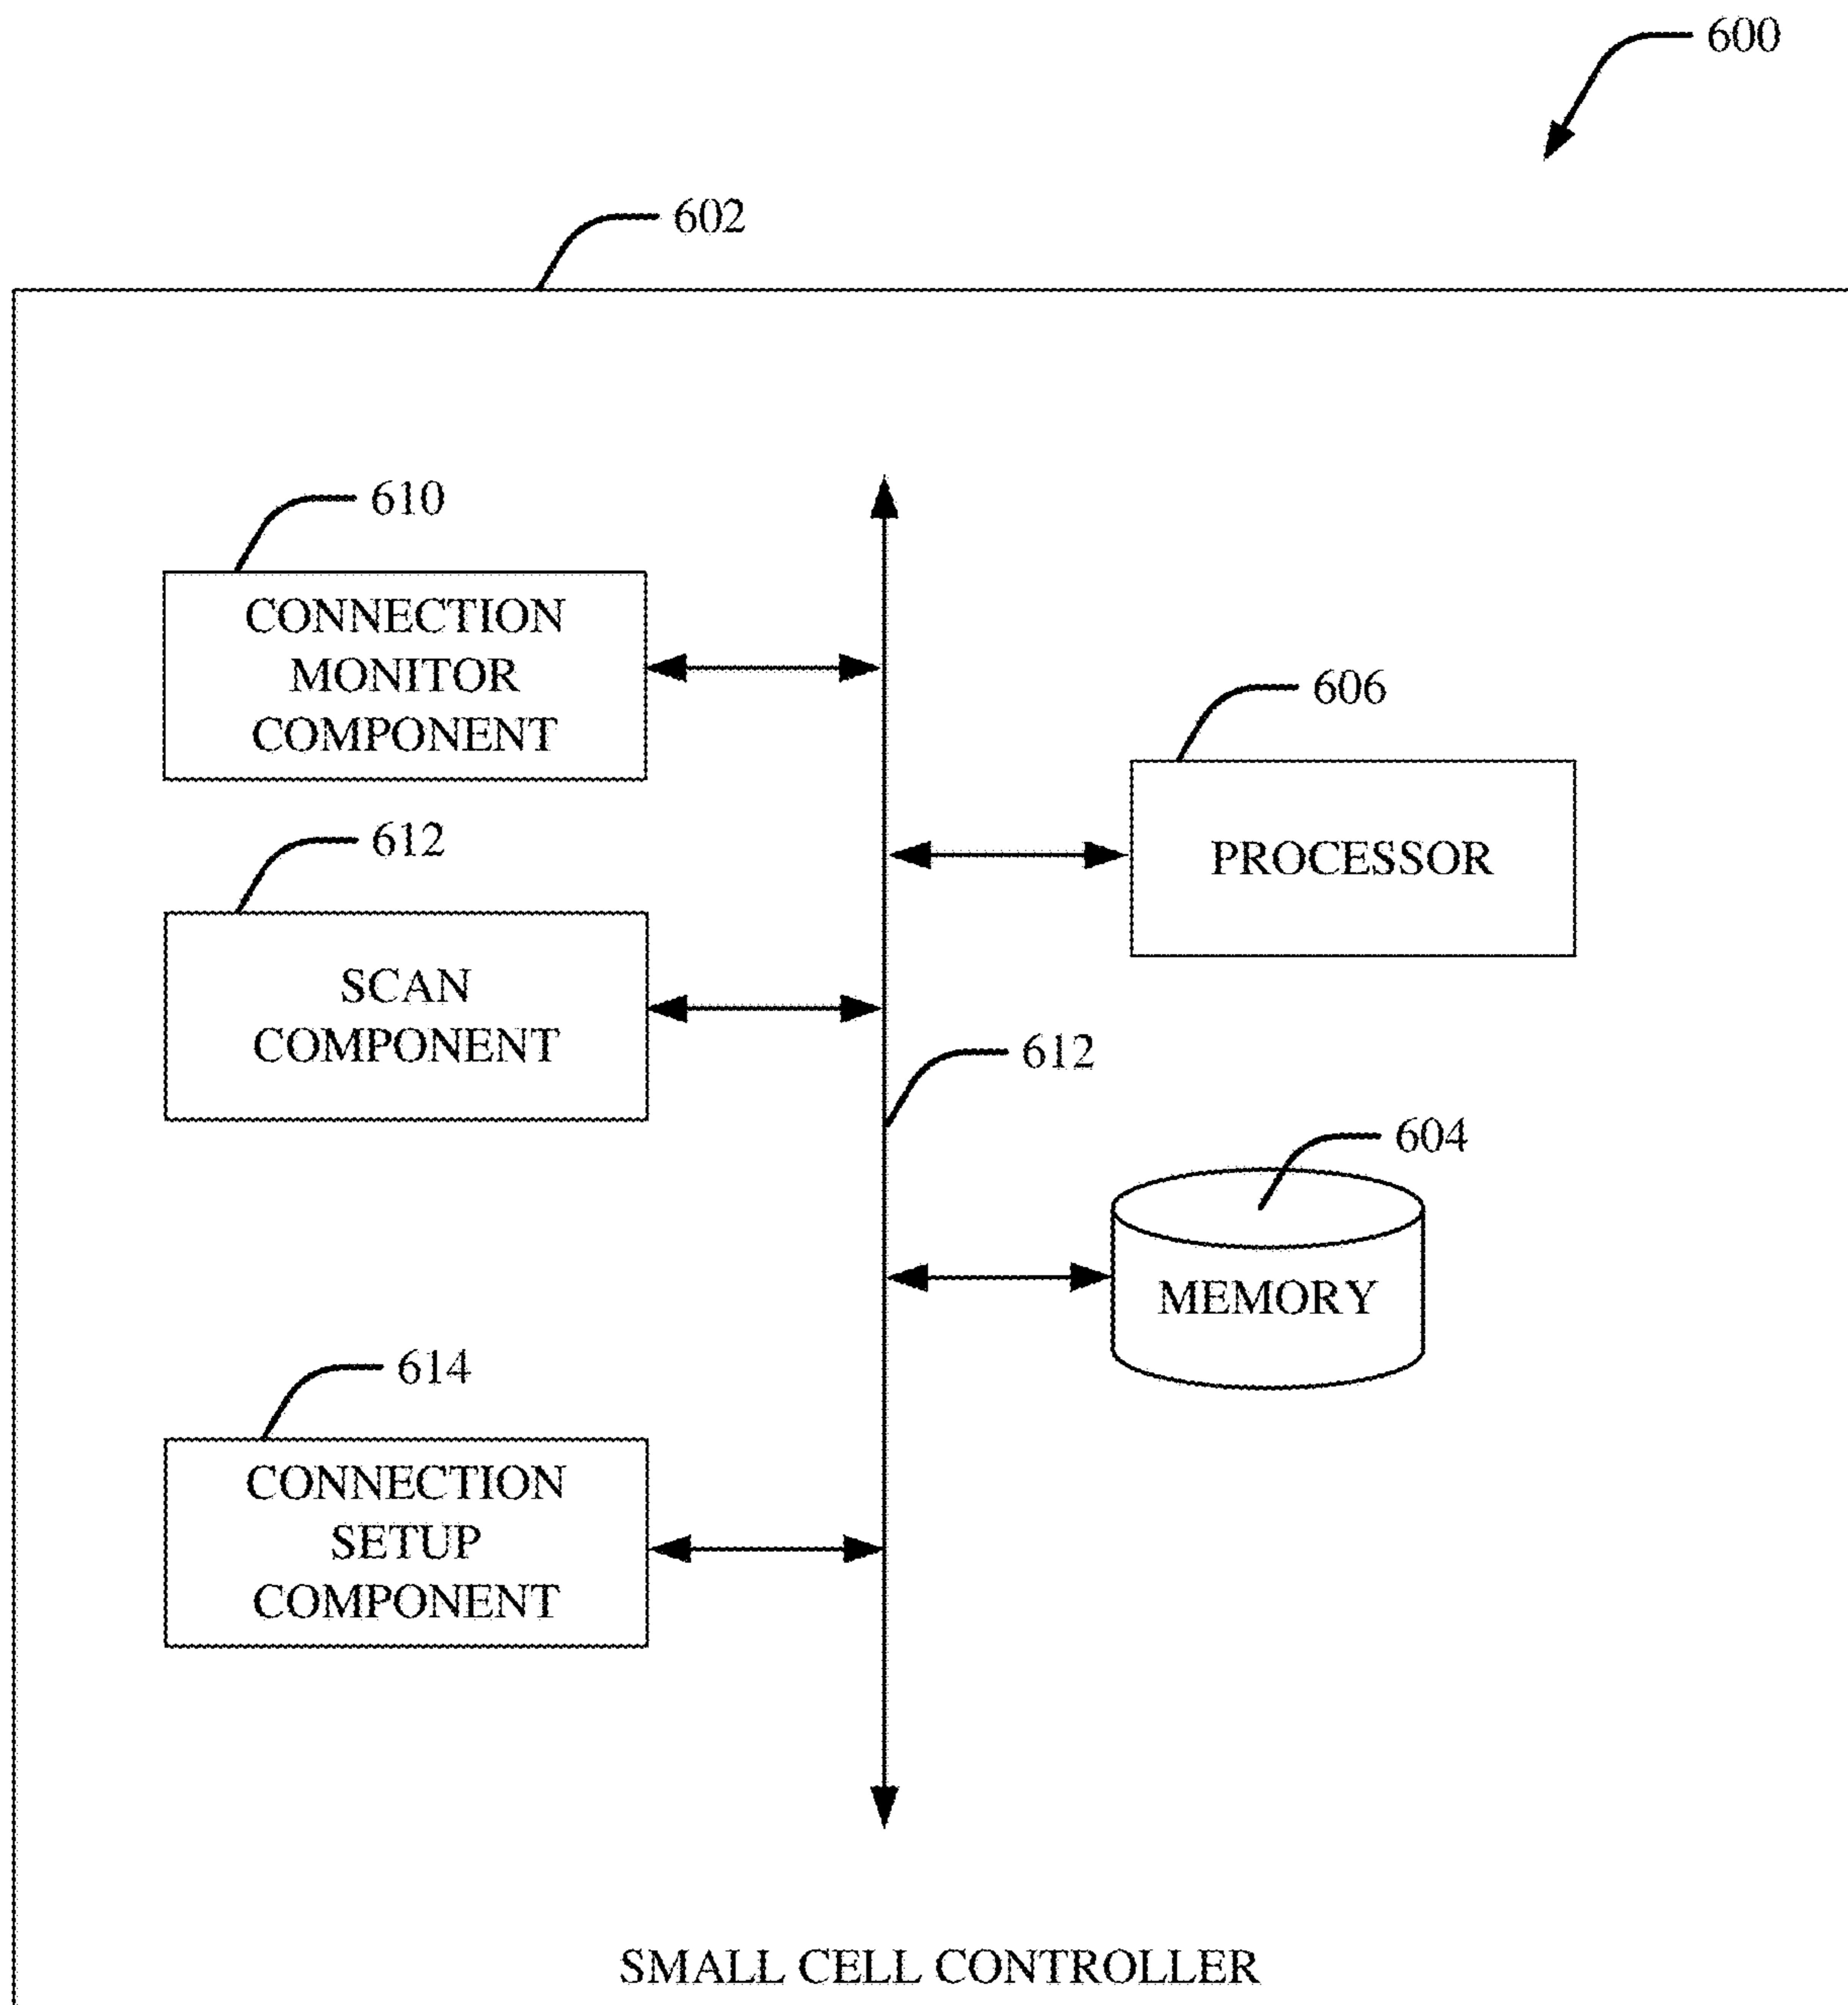 600
602
610
CONNECTION
MONITOR
COMPONENT
606
PROCESSOR
612
SCAN
COMPONENT
612
604
MEMORY
614
CONNECTION
SETUP
COMPONENT
SMALL CELL CONTROLLER